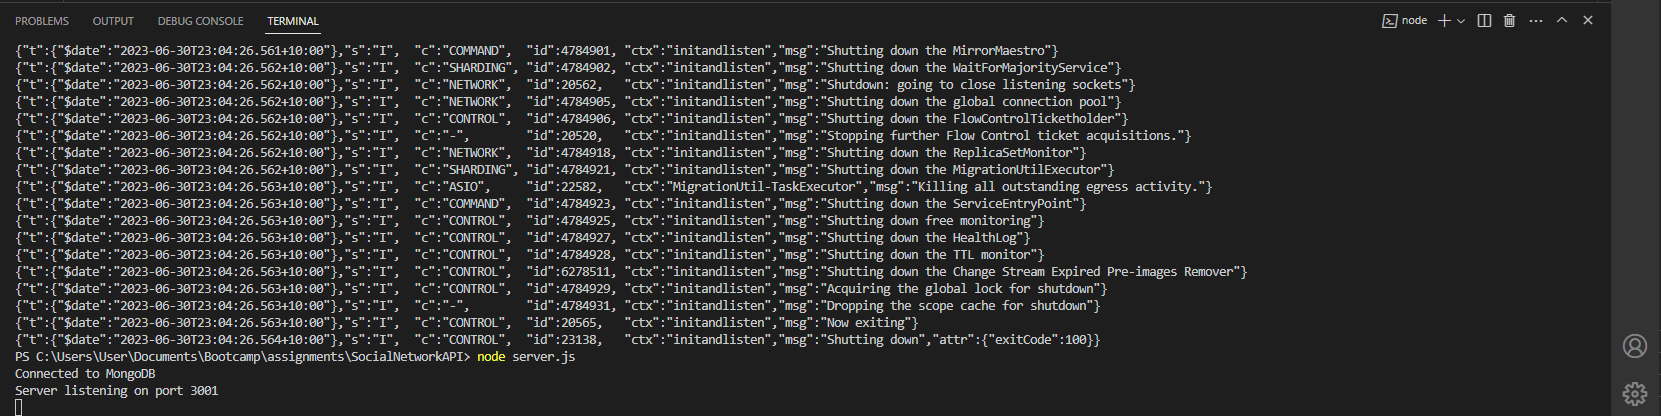 PROBLEMS OUTPUT DEBUG CONSOLE TERMINAL node
{"t":{"$date":"2023-06-30T23:04:26.561+10:00"},"s":"I",  "c":"COMMAND",  "id":4784901, "ctx":"initandlisten","msg":"Shutting down the MirrorMaestro"}
{"t":{"$date":"2023-06-30T23:04:26.562+10:00"},"s":"I",  "c":"SHARDING", "id":4784902, "ctx":"initandlisten","msg":"Shutting down the WaitForMajorityService"}
{"t":{"$date":"2023-06-30T23:04:26.562+10:00"},"s":"I",  "c":"NETWORK",  "id":20562,   "ctx":"initandlisten","msg":"Shutdown: going to close listening sockets"}
{"t":{"$date":"2023-06-30T23:04:26.562+10:00"},"s":"I",  "c":"NETWORK",  "id":4784905, "ctx":"initandlisten","msg":"Shutting down the global connection pool"}
{"t":{"$date":"2023-06-30T23:04:26.562+10:00"},"s":"I",  "c":"CONTROL",  "id":4784906, "ctx":"initandlisten","msg":"Shutting down the FlowControlTicketholder"}
{"t":{"$date":"2023-06-30T23:04:26.562+10:00"},"s":"I",  "c":"-",        "id":20520,   "ctx":"initandlisten","msg":"Stopping further Flow Control ticket acquisitions."}
{"t":{"$date":"2023-06-30T23:04:26.562+10:00"},"s":"I",  "c":"NETWORK",  "id":4784918, "ctx":"initandlisten","msg":"Shutting down the ReplicaSetMonitor"}
{"t":{"$date":"2023-06-30T23:04:26.562+10:00"},"s":"I",  "c":"SHARDING", "id":4784921, "ctx":"initandlisten","msg":"Shutting down the MigrationUtilExecutor"}
{"t":{"$date":"2023-06-30T23:04:26.563+10:00"},"s":"I",  "c":"ASIO",     "id":22582,   "ctx":"MigrationUtil-TaskExecutor","msg":"Killing all outstanding egress activity."}
{"t":{"$date":"2023-06-30T23:04:26.563+10:00"},"s":"I",  "c":"COMMAND",  "id":4784923, "ctx":"initandlisten","msg":"Shutting down the ServiceEntryPoint"}
{"t":{"$date":"2023-06-30T23:04:26.563+10:00"},"s":"I",  "c":"CONTROL",  "id":4784925, "ctx":"initandlisten","msg":"Shutting down free monitoring"}
{"t":{"$date":"2023-06-30T23:04:26.563+10:00"},"s":"I",  "c":"CONTROL",  "id":4784927, "ctx":"initandlisten","msg":"Shutting down the HealthLog"}
{"t":{"$date":"2023-06-30T23:04:26.563+10:00"},"s":"I",  "c":"CONTROL",  "id":4784928, "ctx":"initandlisten","msg":"Shutting down the TTL monitor"}
{"t":{"$date":"2023-06-30T23:04:26.563+10:00"},"s":"I",  "c":"CONTROL",  "id":6278511, "ctx":"initandlisten","msg":"Shutting down the Change Stream Expired Pre-images Remover"}
{"t":{"$date":"2023-06-30T23:04:26.563+10:00"},"s":"I",  "c":"CONTROL",  "id":4784929, "ctx":"initandlisten","msg":"Acquiring the global lock for shutdown"}
{"t":{"$date":"2023-06-30T23:04:26.563+10:00"},"s":"I",  "c":"-",        "id":4784931, "ctx":"initandlisten","msg":"Dropping the scope cache for shutdown"}
{"t":{"$date":"2023-06-30T23:04:26.563+10:00"},"s":"I",  "c":"CONTROL",  "id":20565,   "ctx":"initandlisten","msg":"Now exiting"}
{"t":{"$date":"2023-06-30T23:04:26.564+10:00"},"s":"I",  "c":"CONTROL",  "id":23138,   "ctx":"initandlisten","msg":"Shutting down","attr":{"exitCode":100}}
PS C:\Users\User\Documents\Bootcamp\assignments\SocialNetworkAPI> node server.js
Connected to MongoDB
Server listening on port 3001